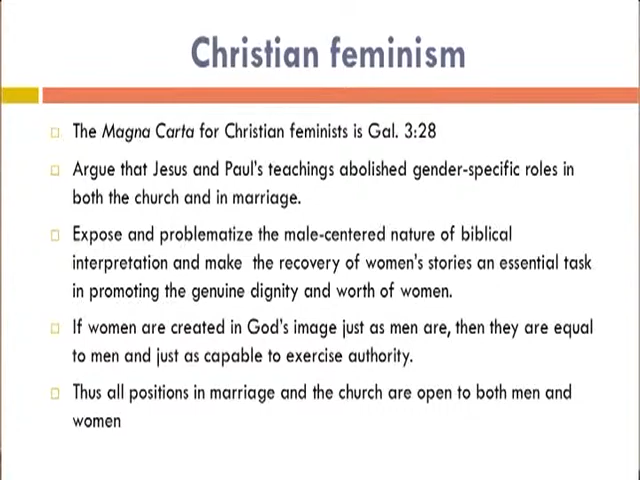 Christian feminism
The Magna Carta for Christian feminists is Gal. 3:28
Argue that Jesus and Paul's teachings abolished gender-specific roles in
both the church and in marriage.
Expose and problematize the male-centered nature of biblical
interpretation and make the recovery of women's stories an essential task
in promoting the genuine dignity and worth of women.
If women are created in God's image just as men are, then they are equal
to men and just as capable to exercise authority.
Thus all positions in marriage and the church are open to both men and
women